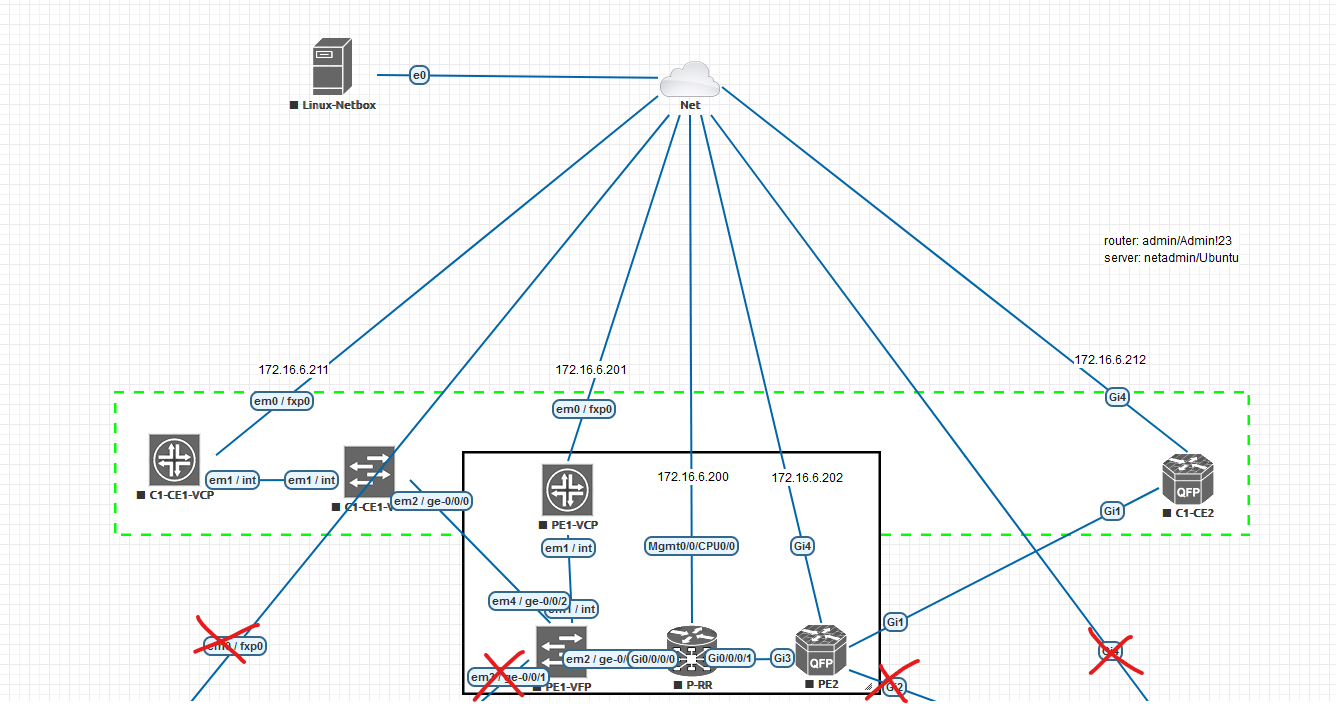 e0
Linux-Netbox
Net
router: admin/Admin!23
server: netadmin/Ubuntu
172.16.6.211
172.16.6.201
172.16.6.212
em0 / fxp0
em0 / fxp0
Gi4
172.16.6.200
172.16.6.202
em1 / int
em1 / int
em2 / ge-0/0/0
C1-CE1-VCP
C1-CE1-V
QFP
Gi1
C1-CE2
PE1-VCP
em1 / int
Mgmt0/0/CPU0/0
Gi4
em4 / ge-0/0/2
/ int
Gi1
/ fxp0
em2 / ge-0/
Gi0/0/0/0
Gi0/0/0/1
Gi3
QFP
ge-0/0/1
PE1-VFP
P-RR
PE2
Gi2